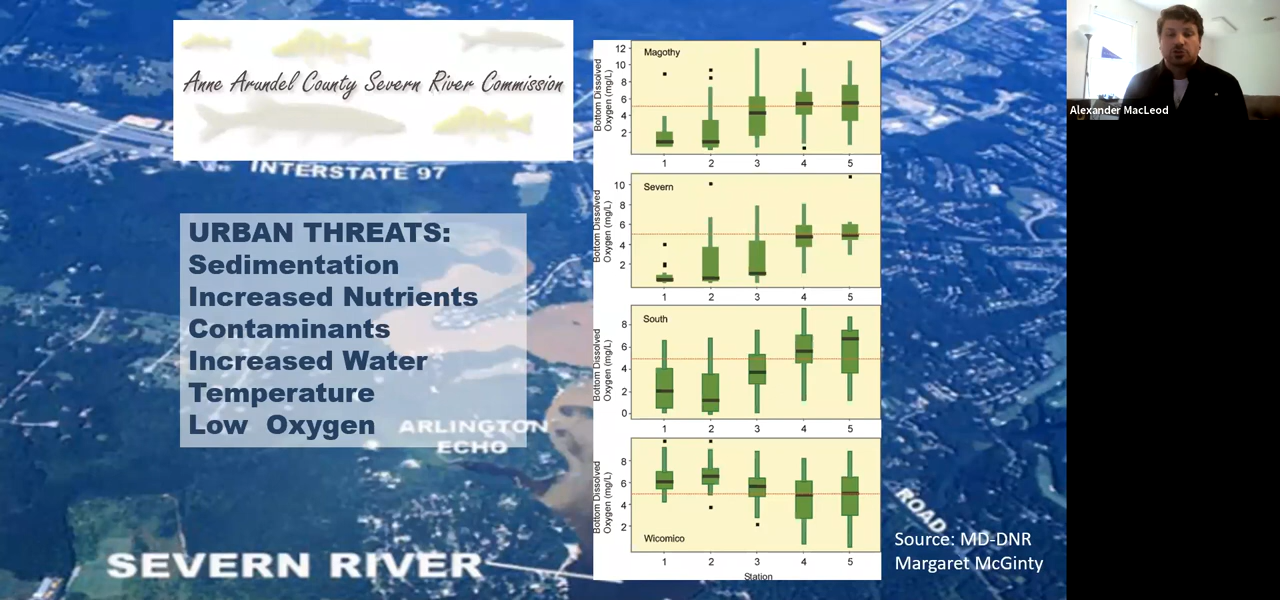 Anne Arundel County Severn River Commission
INTERSTATE 97
URBAN THREATS:
Sedimentation
Increased Nutrients
Contaminants
Increased Water
Temperature
Low Oxygen
ARLINGTON
ECHO
SEVERN RIVER
ROAD
Magothy
Bottom Dissolved
Oxygen (mg/L)
12
10
8
6
4
2
1 2 3 4 5
Severn
Bottom Dissolved
Oxygen (mg/L)
10
8
6
4
2
1 2 3 4 5
South
Bottom Dissolved
Oxygen (mg/L)
8
6
4
2
0
1 2 3 4 5
Wicomico
Bottom Dissolved
Oxygen (mg/L)
8
6
4
2
1 2 3 4 5
Station
Source: MD-DNR
Margaret McGinty
Alexander MacLeod